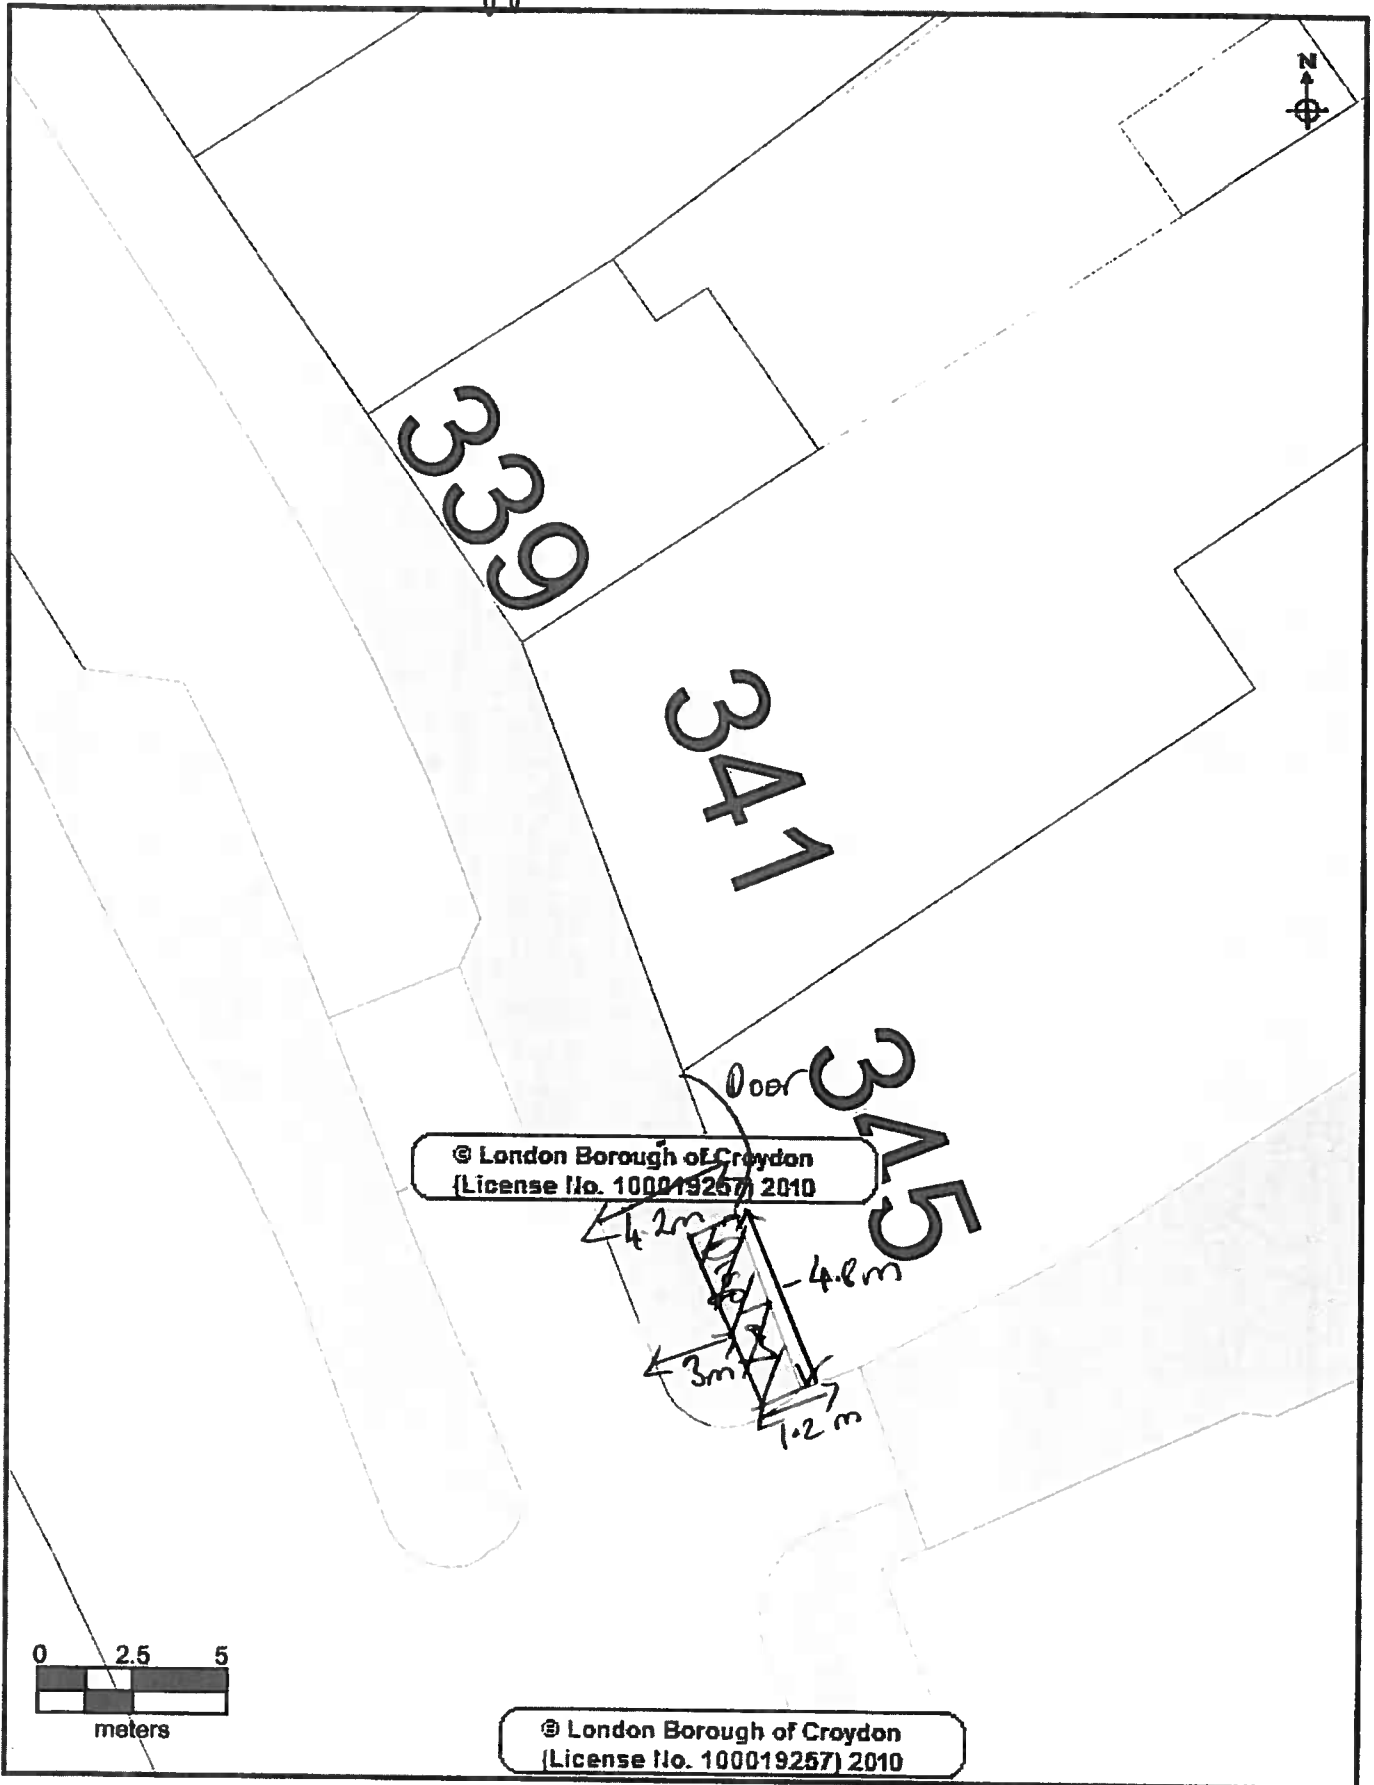 N
339
341
Door
345
© London Borough of Croydon
(License No. 100019257) 2010
4.2m
4.8m
3m
1.2m
0 2.5 5
meters
© London Borough of Croydon
(License No. 100019257) 2010